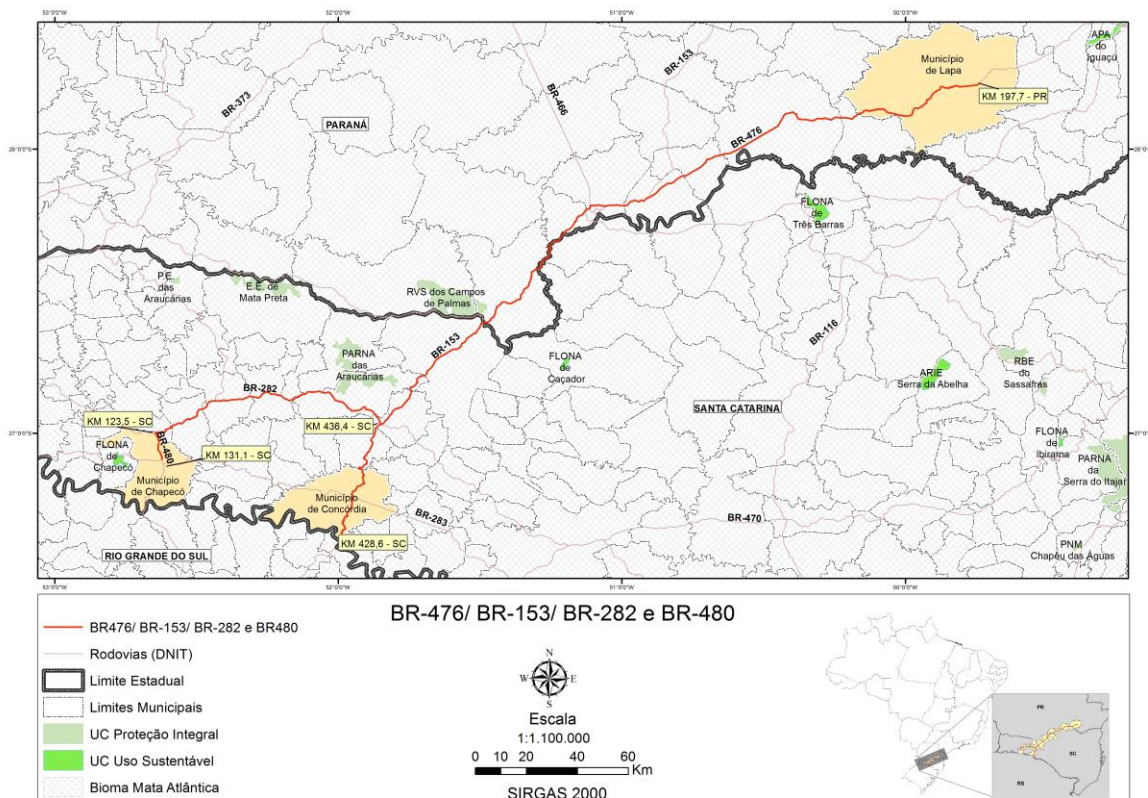 53°0'0"W
52°0'0"W
51°0'0"W
50°0'0"W
APA
do
Iguaçú
Município
de Lapa
KM 197,7 - PR
BR-153
BR-466
BR-373
PARANÁ
BR-476
26°0'0"S
26°0'0"S
FLONA
de
Três Barras
P.E.
das
Araucárias
E.E. de
Mata Preta
RVS dos Campos
de Palmas
BR-153
BR-116
PARNA
das
Araucárias
FLONA
de
Caçador
RBE
do
Sassafras
ARIE
Serra da Abelha
BR-282
SANTA CATARINA
KM 123,5 - SC
KM 436,4 - SC
27°0'0"S
27°0'0"S
BR-480
FLONA
de
Chapecó
KM 131,1 - SC
FLONA
de
Ibirama
PARNA
da
Serra do Itajaí
Município
de Chapecó
Município
de Concórdia
BR-283
BR-470
KM 428,6 - SC
RIO GRANDE DO SUL
PNM
Chapéu das Águas
53°0'0"W
52°0'0"W
51°0'0"W
50°0'0"W
BR-476/ BR-153/ BR-282 e BR-480
BR476/ BR-153/ BR-282 e BR480
Rodovias (DNIT)
Limite Estadual
Limites Municipais
UC Proteção Integral
UC Uso Sustentável
Bioma Mata Atlântica
N
W E
S
Escala
1:1.100.000
0 10 20 40 60
Km
SIRGAS 2000
PR
SC
RS